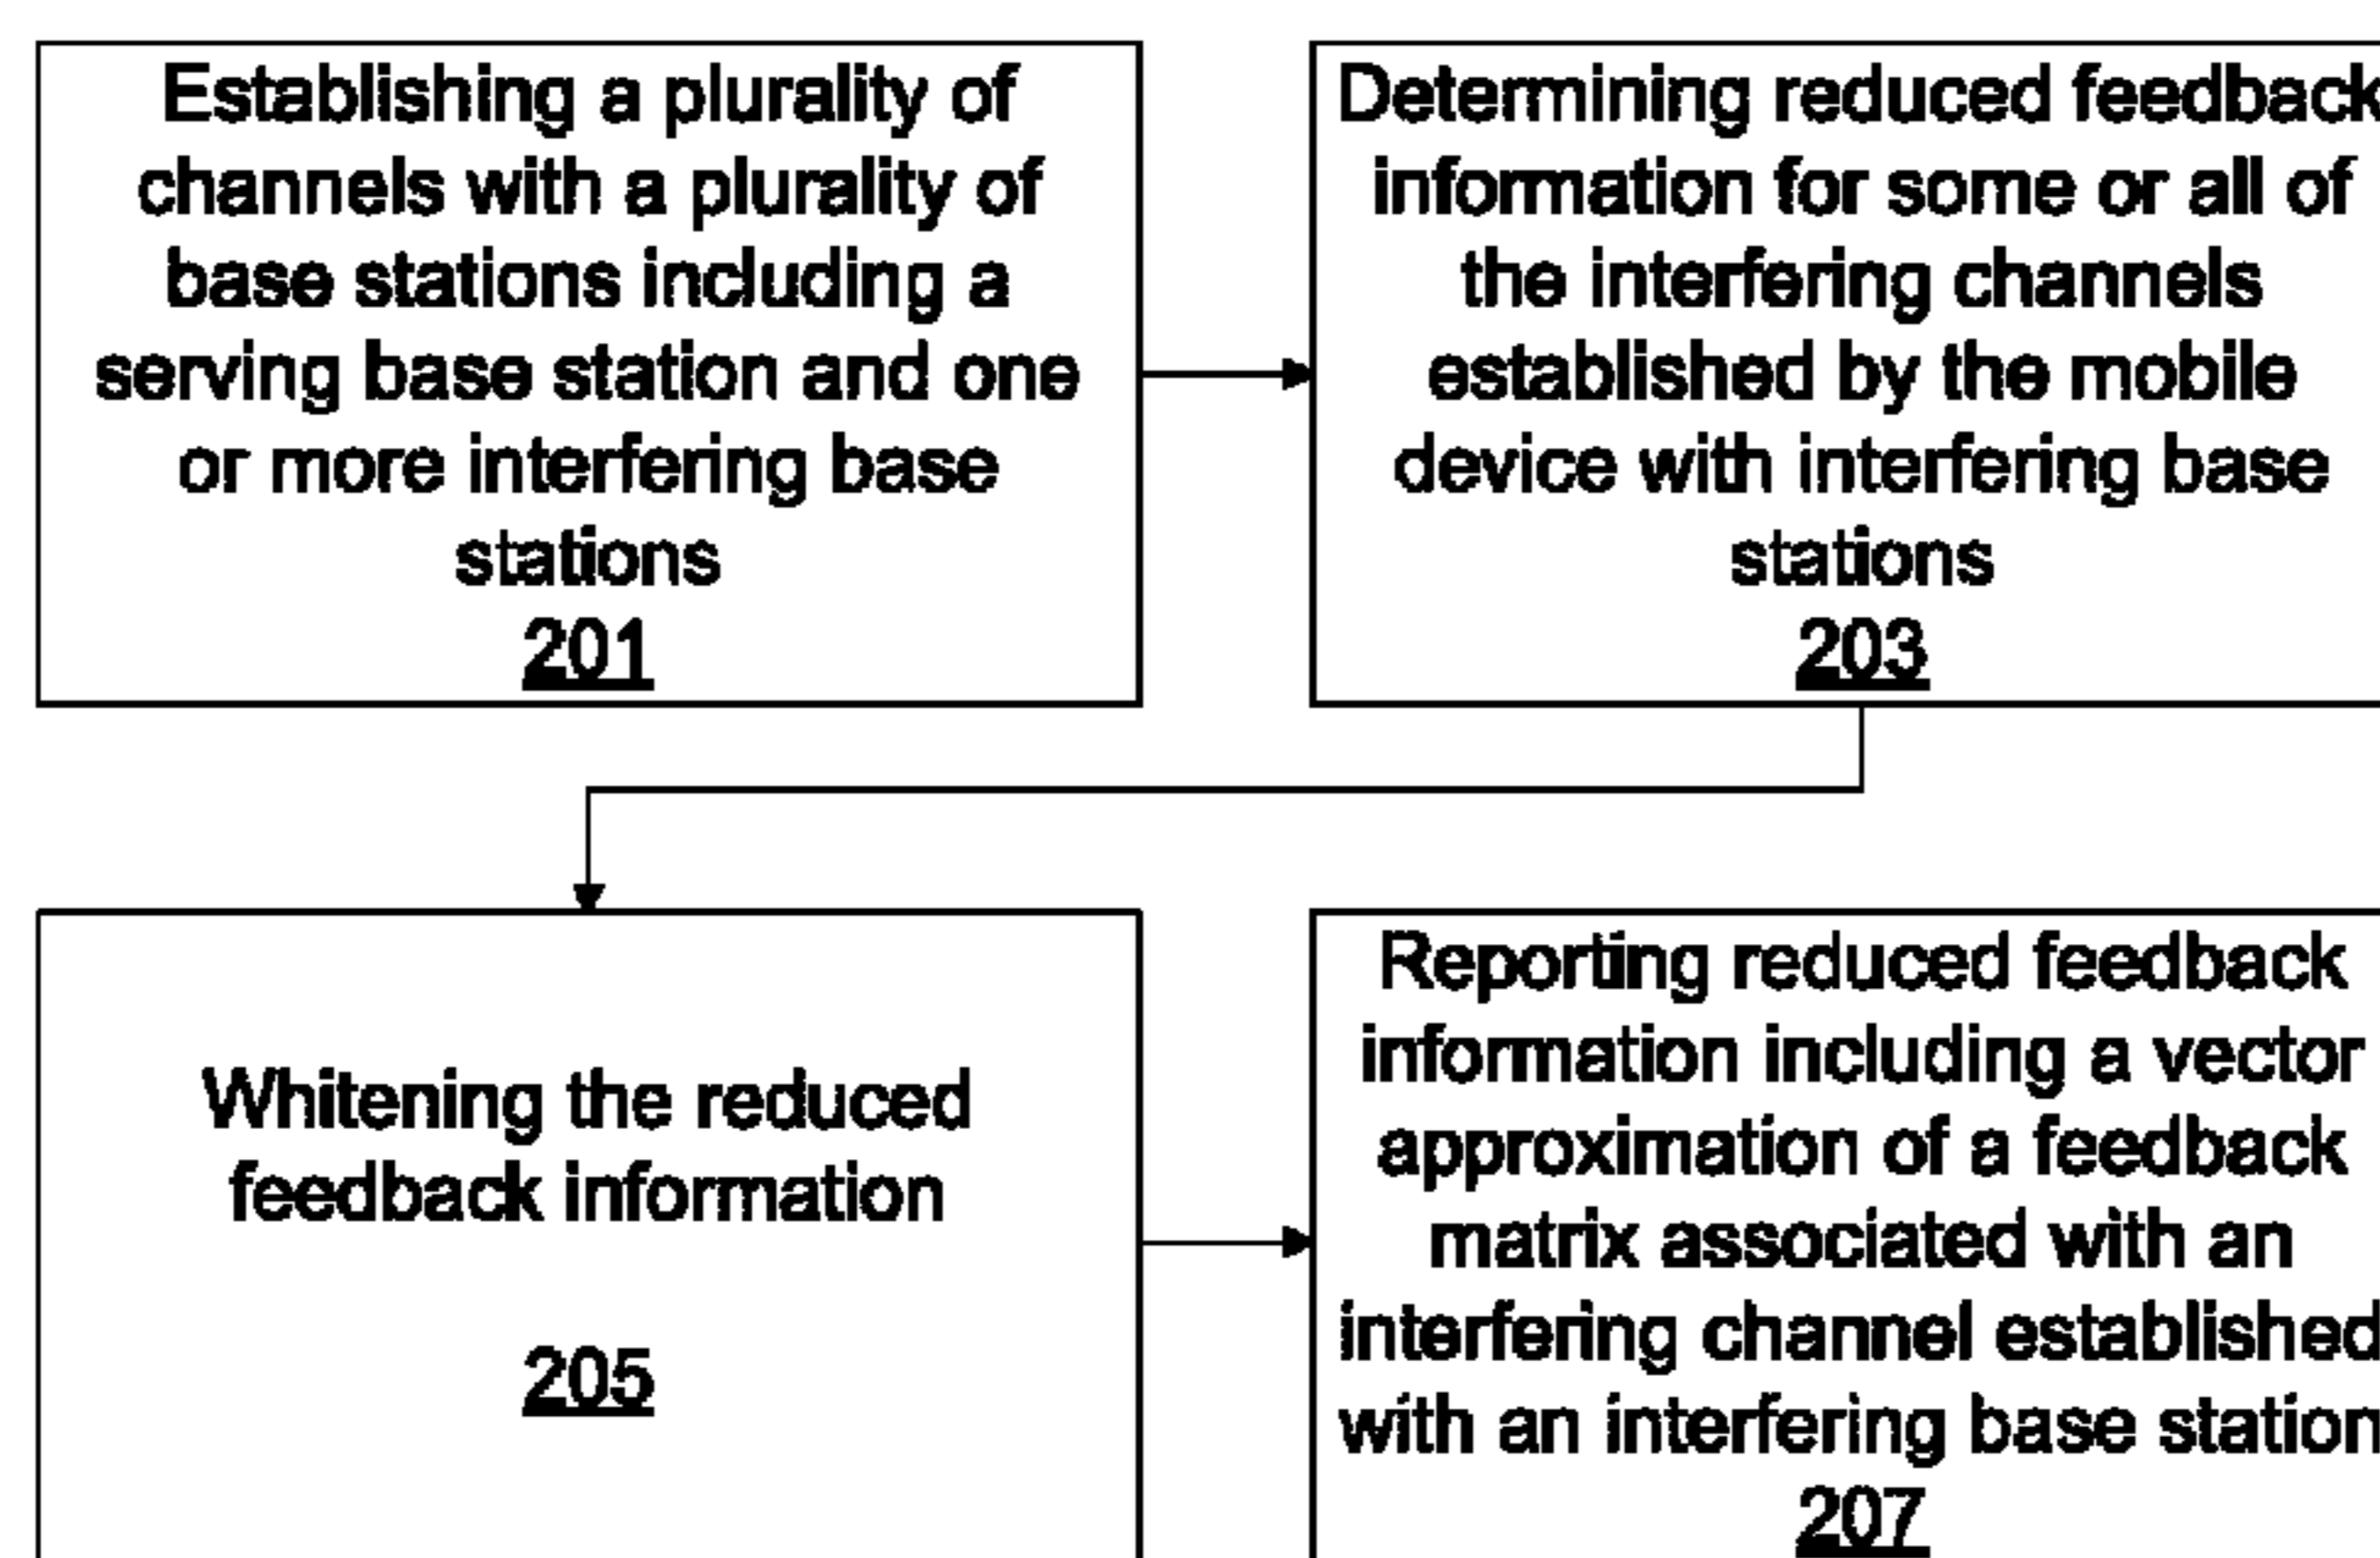 Establishing a plurality of
channels with a plurality of
base stations including a
serving base station and one
or more interfering base
stations
201
Determining reduced feedback
information for some or all of
the interfering channels
established by the mobile
device with interfering base
stations
203
Whitening the reduced
feedback information
205
Reporting reduced feedback
information including a vector
approximation of a feedback
matrix associated with an
interfering channel established
with an interfering base station
207